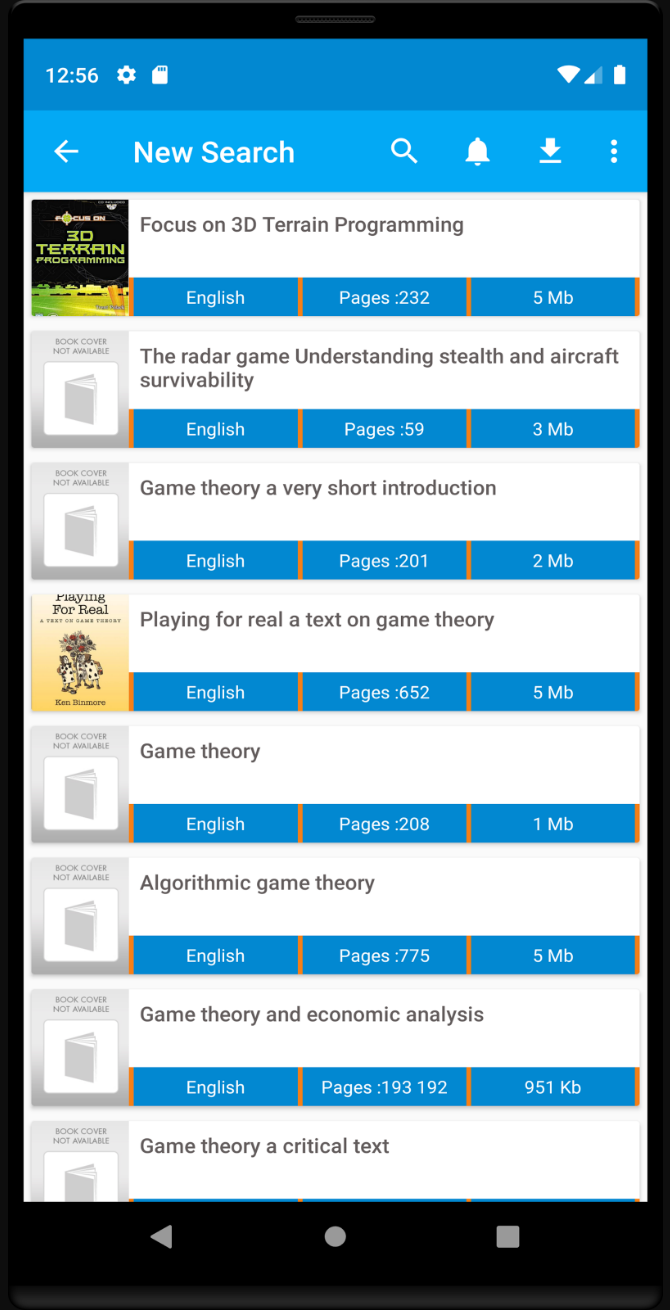 12:56
New Search
CD INCLUDED
FOCUS ON
3D
TERRAIN
PROGRAMMING
Focus on 3D Terrain Programming
English
Pages :232
5 Mb
BOOK COVER
NOT AVAILABLE
The radar game Understanding stealth and aircraft
survivability
English
Pages :59
3 Mb
BOOK COVER
NOT AVAILABLE
Game theory a very short introduction
English
Pages :201
2 Mb
Playing
For Real
A TEXT ON GAME THEORY
Ken Binmore
Playing for real a text on game theory
English
Pages :652
5 Mb
BOOK COVER
NOT AVAILABLE
Game theory
English
Pages :208
1 Mb
BOOK COVER
NOT AVAILABLE
Algorithmic game theory
English
Pages :775
5 Mb
BOOK COVER
NOT AVAILABLE
Game theory and economic analysis
English
Pages :193 192
951 Kb
BOOK COVER
NOT AVAILABLE
Game theory a critical text